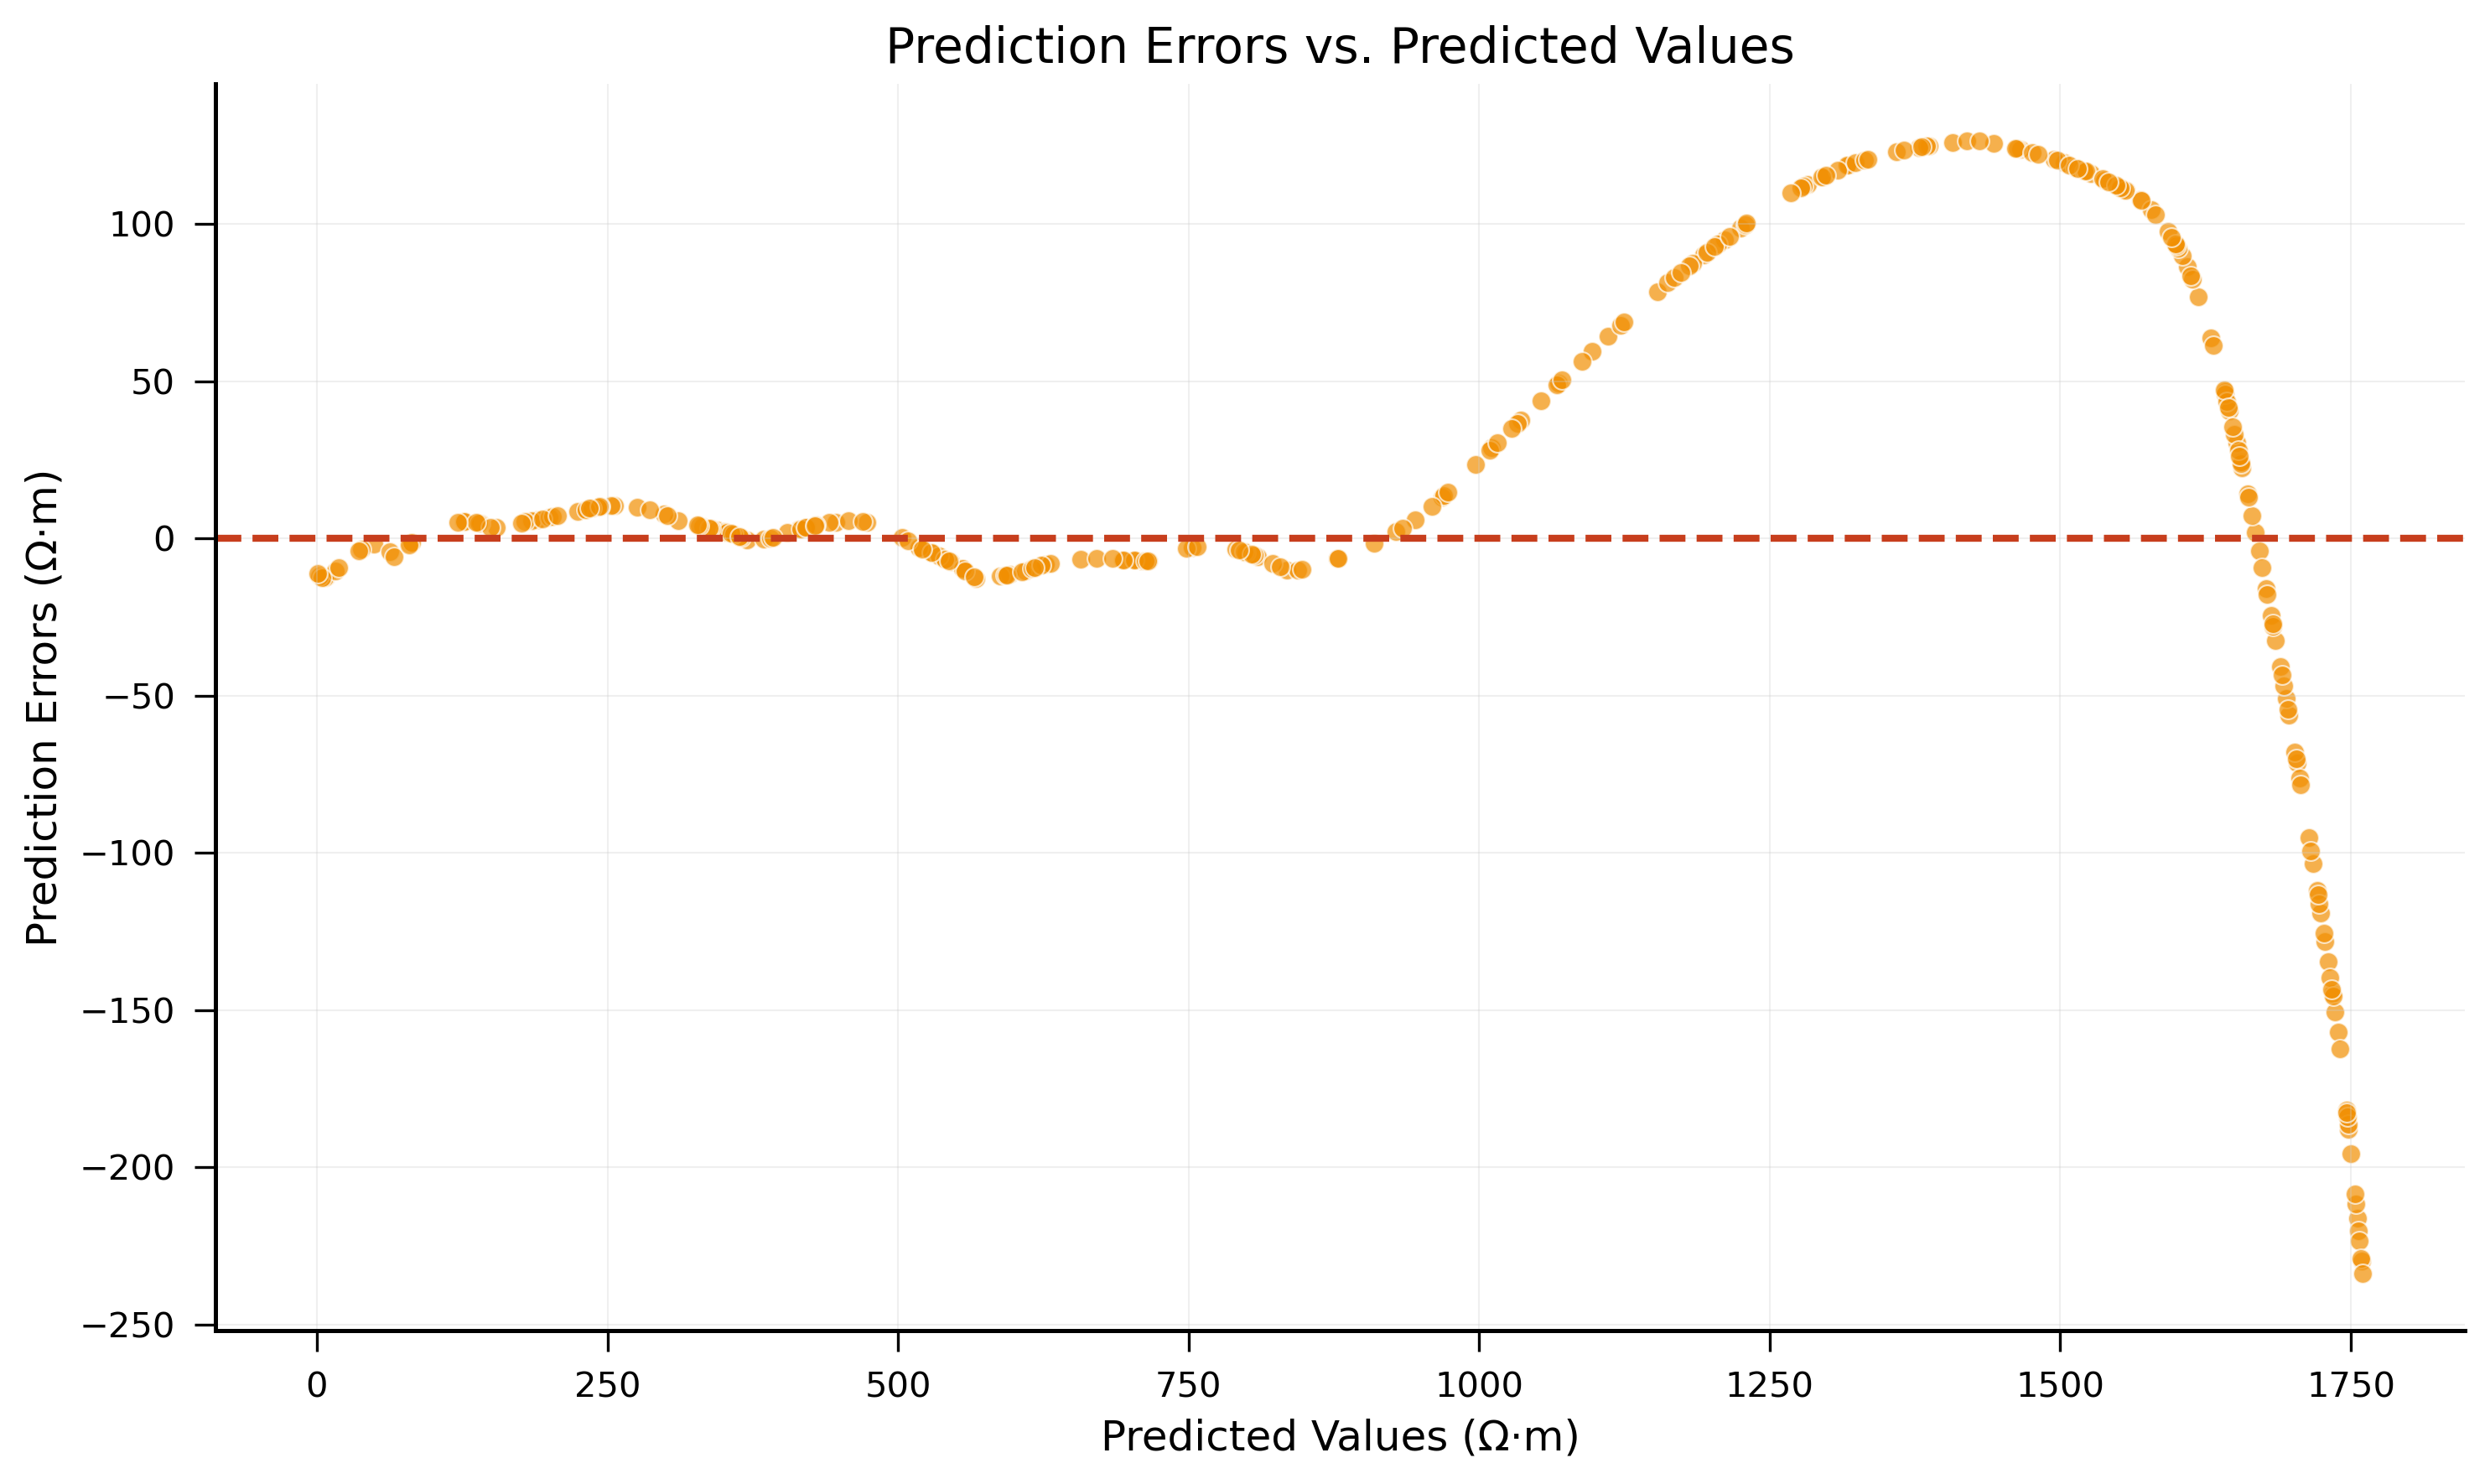 Prediction Errors vs. Predicted Values
Prediction Errors (Ω·m)
100
50
0
−50
−100
−150
−200
−250
0 250 500 750 1000 1250 1500 1750
Predicted Values (Ω·m)